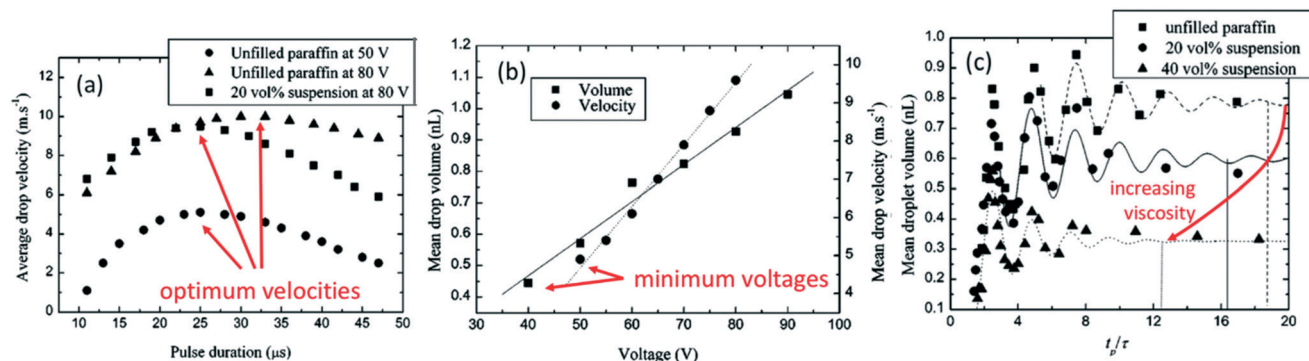 (a)
Unfilled paraffin at 50 V
Unfilled paraffin at 80 V
20 vol% suspension at 80 V
Average drop velocity (m.s⁻¹)
12
10
8
6
4
2
0
optimum velocities
10 15 20 25 30 35 40 45 50
Pulse duration (µs)
(b)
Volume
Velocity
Mean drop volume (nL)
1.2
1.1
1.0
0.9
0.8
0.7
0.6
0.5
0.4
10
9
8
7
6
5
4
Mean drop velocity (m.s⁻¹)
minimum voltages
30 40 50 60 70 80 90 100
Voltage (V)
(c)
unfilled paraffin
20 vol% suspension
40 vol% suspension
Mean droplet volume (nL)
1.0
0.9
0.8
0.7
0.6
0.5
0.4
0.3
0.2
0.1
increasing
viscosity
0 4 8 12 16 20
tₚ/τ